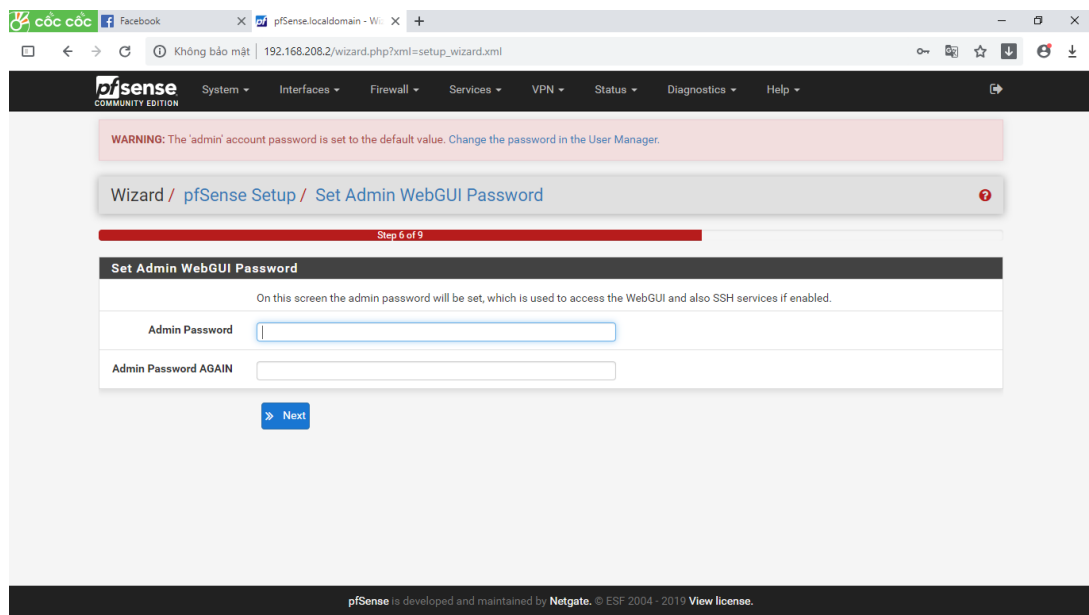 cốc cốc Facebook pfSense.localdomain - Wi
Không bảo mật 192.168.208.2/wizard.php?xml=setup_wizard.xml
pfsense System Interfaces Firewall Services VPN Status Diagnostics Help
COMMUNITY EDITION
WARNING: The 'admin' account password is set to the default value. Change the password in the User Manager.
Wizard / pfSense Setup / Set Admin WebGUI Password
Step 6 of 9
Set Admin WebGUI Password
On this screen the admin password will be set, which is used to access the WebGUI and also SSH services if enabled.
Admin Password
Admin Password AGAIN
Next
pfSense is developed and maintained by Netgate. © ESF 2004 - 2019 View license.